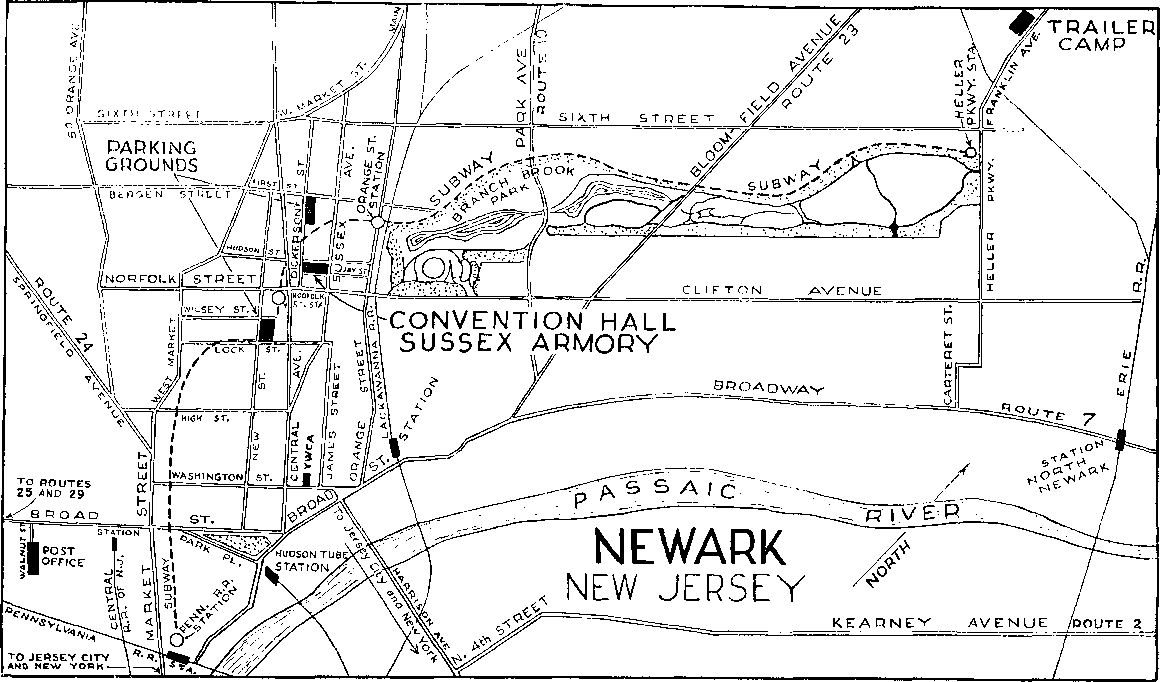 SO. ORANGE AVE.
MAIN
PARK AVE.
ROUTE 10
BLOOM-FIELD AVENUE
ROUTE 23
HELLER
PKWY. STA.
FRANKLIN AVE.
TRAILER
CAMP
W. MARKET ST.
SIXTH STREET
SIXTH STREET
PARKING
GROUNDS
BERGEN STREET
FIRST ST.
DICKERSON ST.
SUSSEX AVE.
ORANGE ST.
STATION
SUBWAY
BRANCH BROOK
PARK
SUBWAY
HELLER PKWY.
HUDSON ST.
JAY ST.
NORFOLK STREET
NORFOLK
ST. STA.
CLIFTON AVENUE
ROUTE 24
SPRINGFIELD AVENUE
WILSEY ST.
CONVENTION HALL
SUSSEX ARMORY
WEST MARKET STREET
LOCK ST.
CENTRAL AVE.
JAMES STREET
ORANGE STREET
LACKAWANNA R.R.
STATION
BROADWAY
CARTERET ST.
ERIE R.R.
ROUTE 7
HIGH ST.
NEW ST.
YWCA
WASHINGTON ST.
STATION
NORTH
NEWARK
TO ROUTES
25 AND 29
BROAD ST.
BROAD ST.
PASSAIC RIVER
NORTH
NEWARK
NEW JERSEY
WALNUT ST.
POST
OFFICE
STATION
CENTRAL
R.R. OF N.J.
MARKET
SUBWAY
PARK PL.
HUDSON TUBE
STATION
PENN. R.R.
STATION
To Jersey City and New York
HARRISON AVE.
N. 4th STREET
KEARNEY AVENUE ROUTE 2
PENNSYLVANIA R.R.
STA.
TO JERSEY CITY
AND NEW YORK